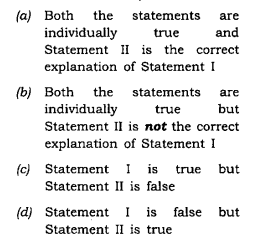 (a) Both the statements are
individually true and
Statement II is the correct
explanation of Statement I
(b) Both the statements are
individually true but
Statement II is not the correct
explanation of Statement I
(c) Statement I is true but
Statement II is false
(d) Statement I is false but
Statement II is true